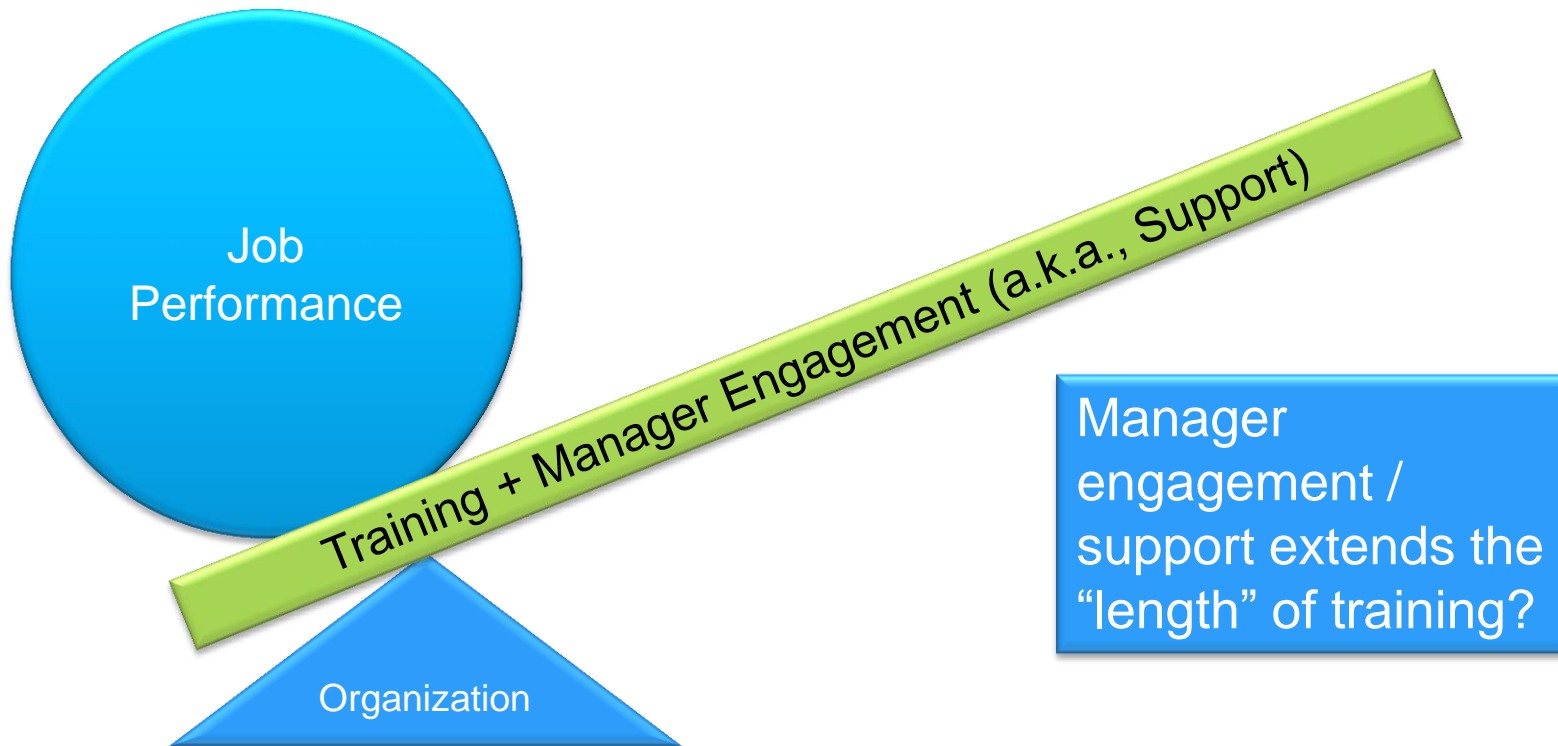 Job
Performance
Training + Manager Engagement (a.k.a., Support)
Manager
engagement /
support extends the
“length” of training?
Organization